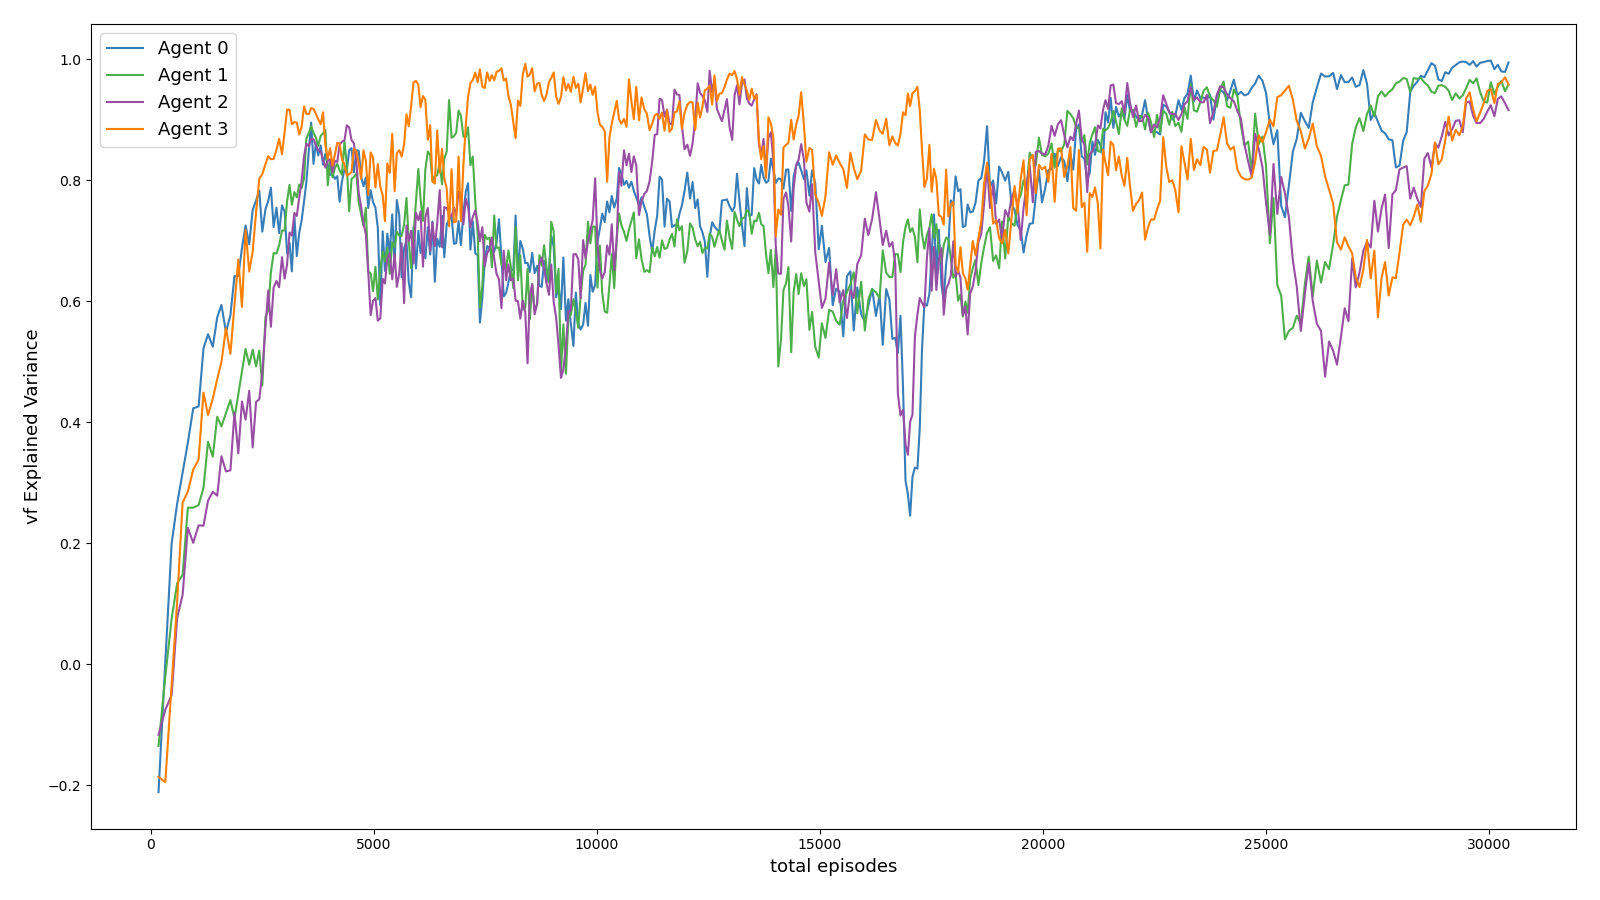 Agent 0
Agent 1
Agent 2
Agent 3
1.0
0.8
0.6
0.4
0.2
0.0
−0.2
vf Explained Variance
0 5000 10000 15000 20000 25000 30000
total episodes